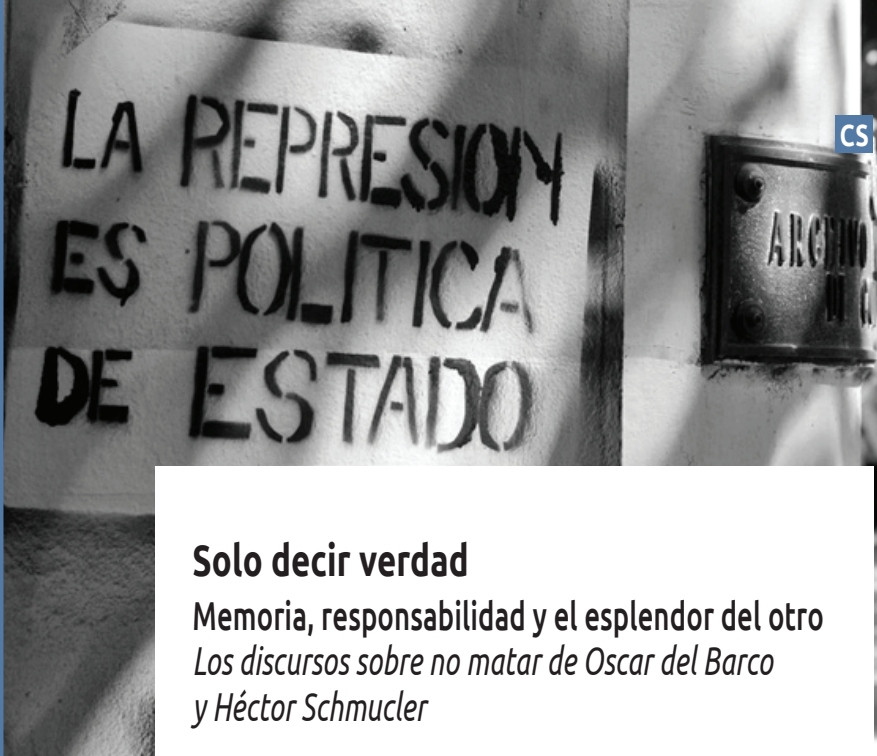 LA REPRESION
ES POLITICA
DE ESTADO
CS
ARCHIVO
Solo decir verdad
Memoria, responsabilidad y el esplendor del otro
Los discursos sobre no matar de Oscar del Barco
y Héctor Schmucler